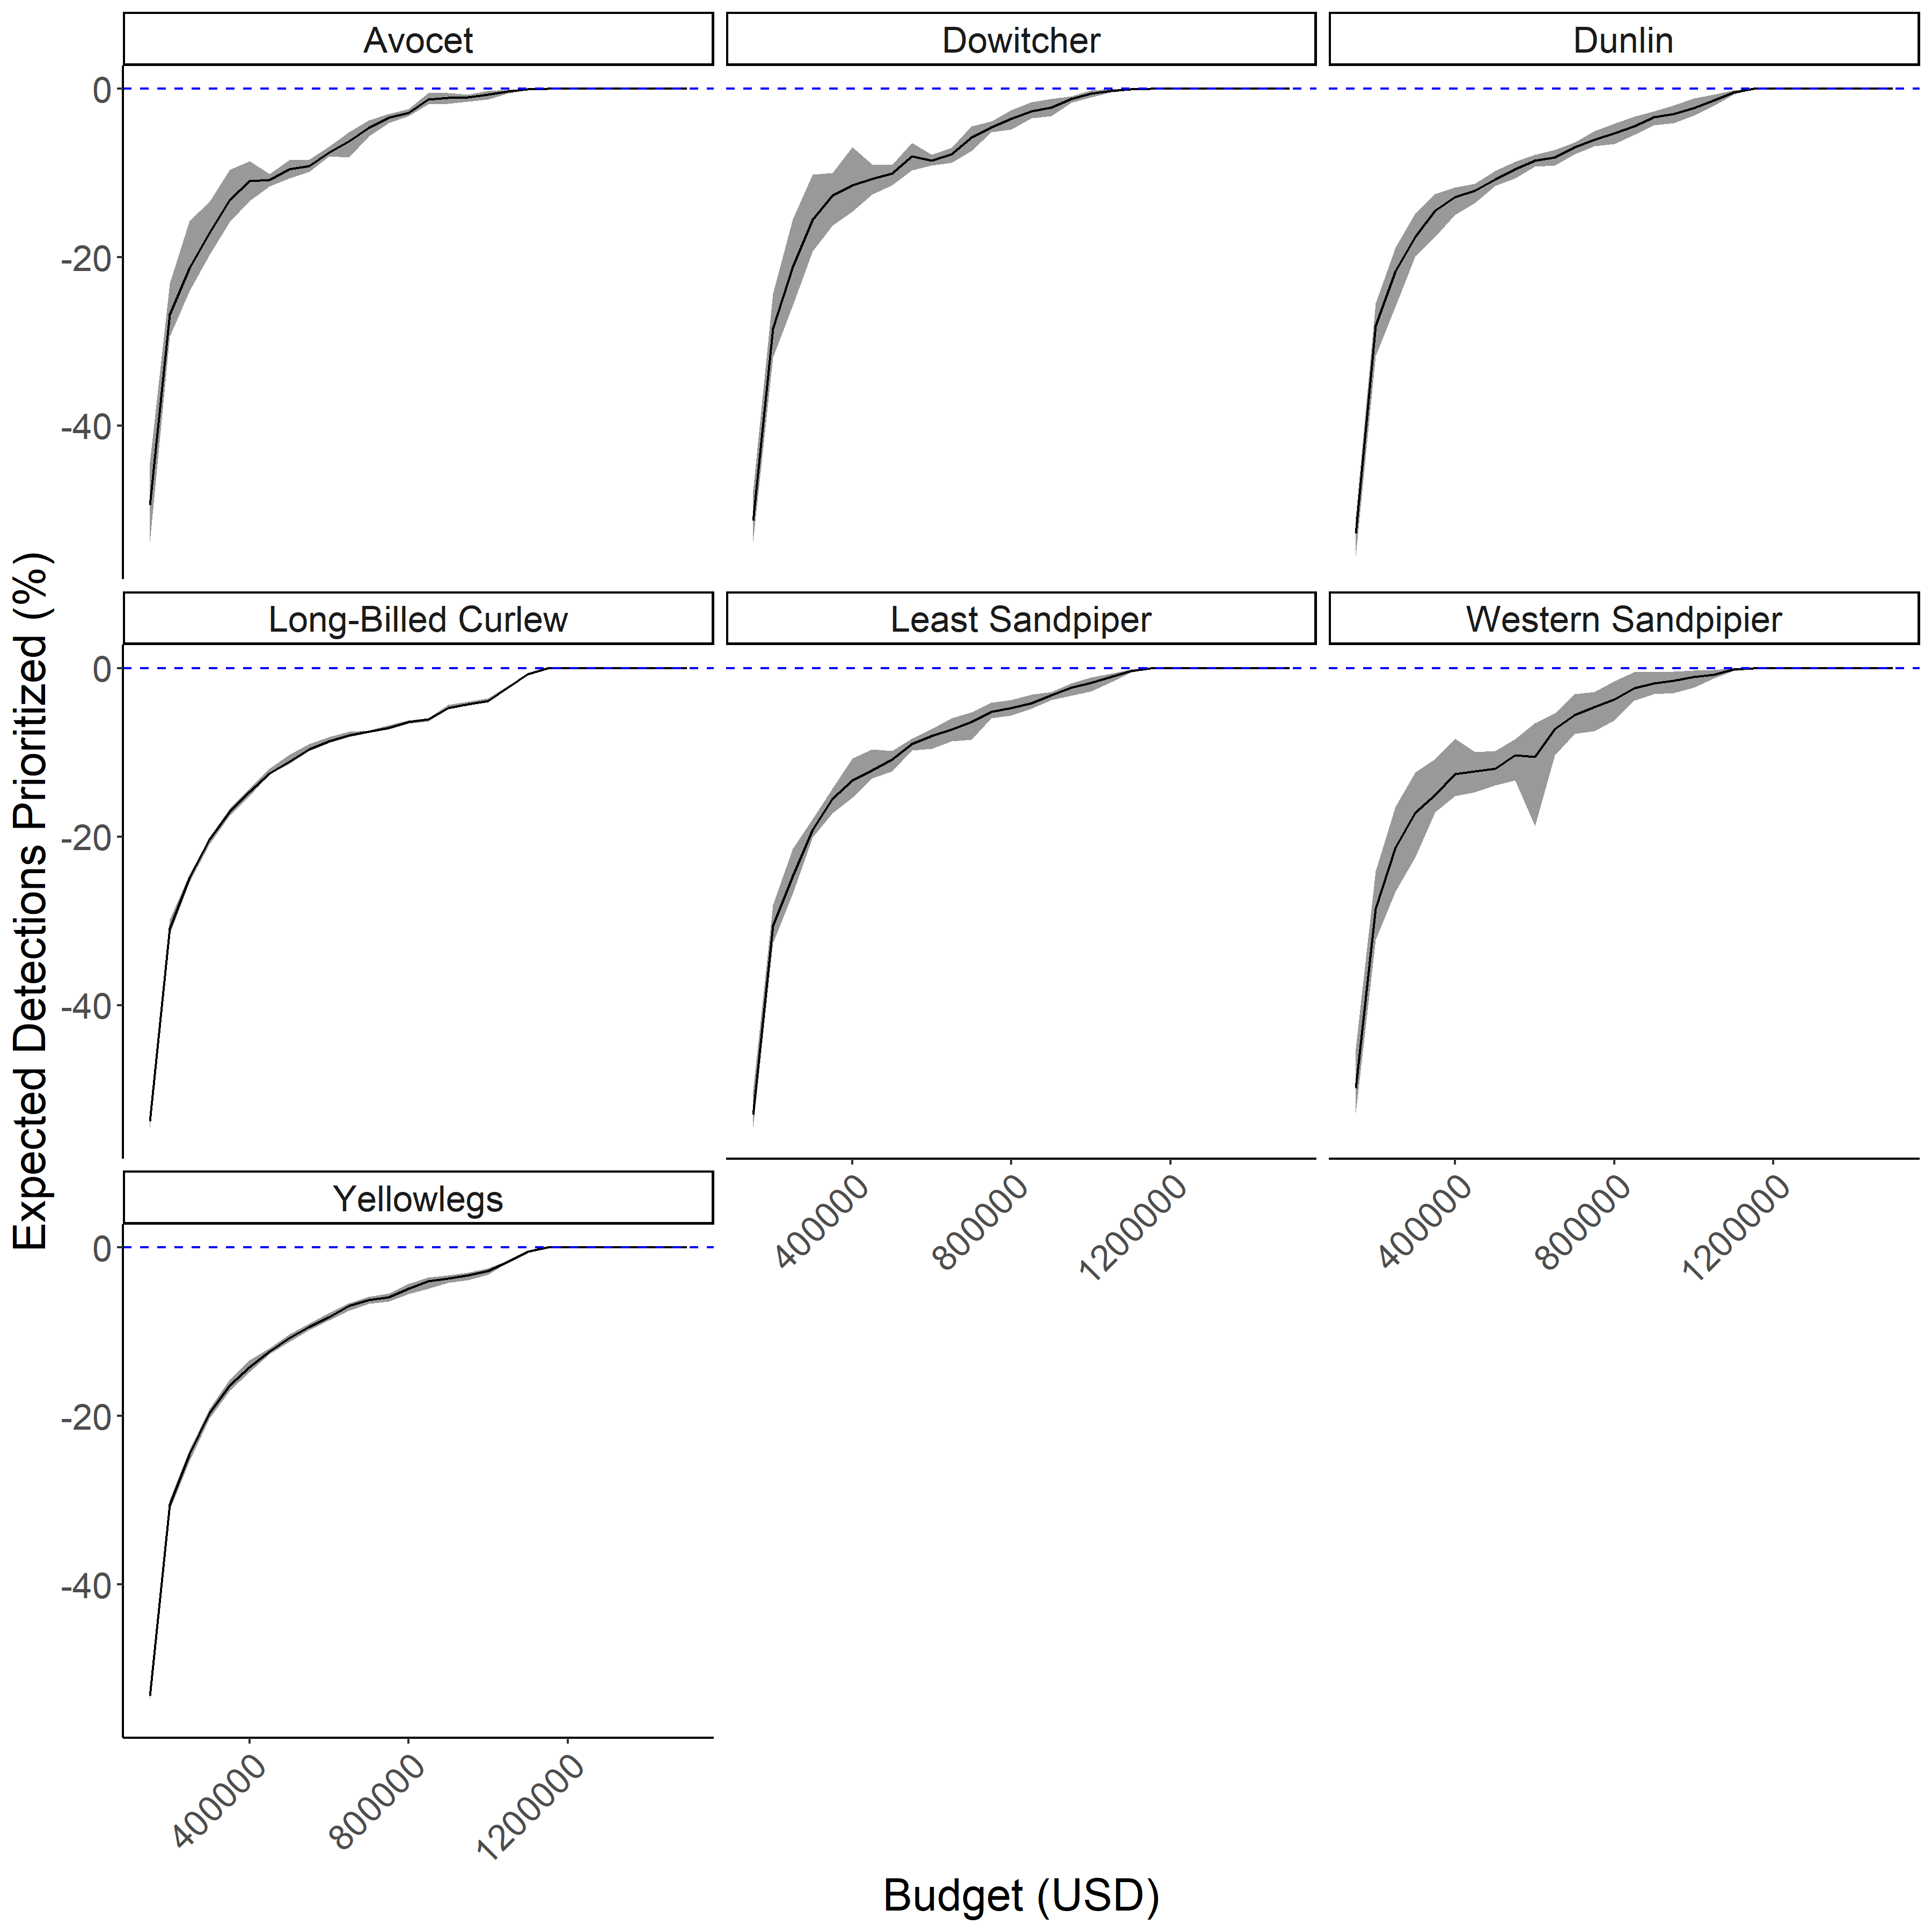 Avocet
Dowitcher
Dunlin
0
-20
-40
Long-Billed Curlew
Least Sandpiper
Western Sandpipier
0
-20
-40
400000
800000
1200000
400000
800000
1200000
Yellowlegs
0
-20
-40
400000
800000
1200000
Expected Detections Prioritized (%)
Budget (USD)